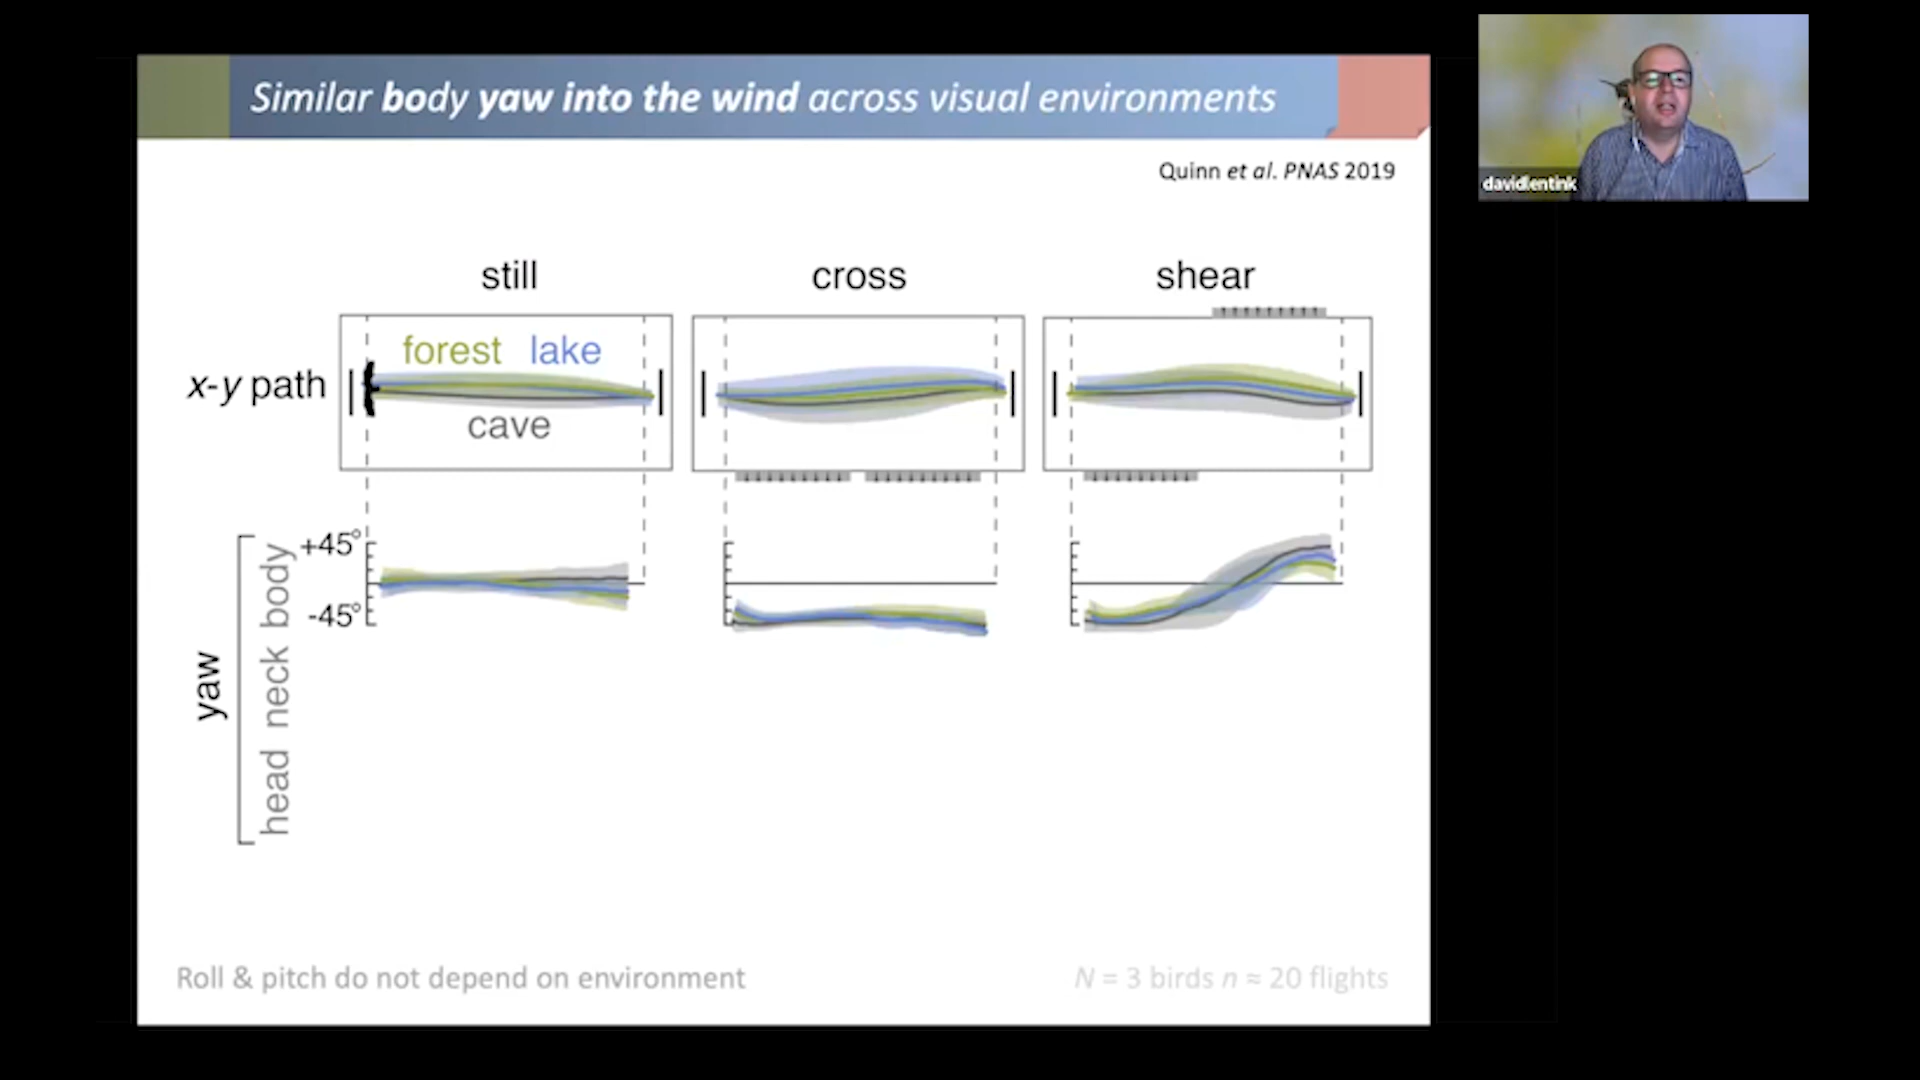 Similar body yaw into the wind across visual environments
davidlentink
Quinn et al. PNAS 2019
still
cross
shear
forest lake
x-y path
cave
+45°
-45°
yaw
head neck body
Roll & pitch do not depend on environment
N = 3 birds n ≈ 20 flights